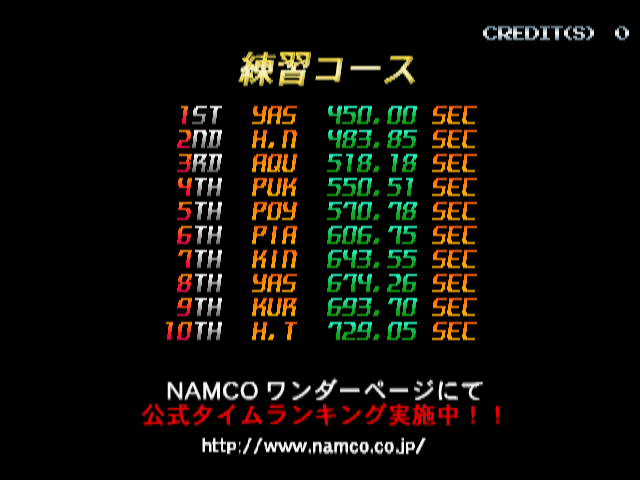 CREDIT(S) 0
練習コース
1ST YAS 450.00 SEC
2ND H.N 483.85 SEC
3RD AQU 518.18 SEC
4TH PUK 550.51 SEC
5TH POY 570.78 SEC
6TH PIA 606.75 SEC
7TH KIN 643.55 SEC
8TH YAS 674.26 SEC
9TH KUR 693.70 SEC
10TH H.T 729.05 SEC
NAMCO ワンダーページにて
公式タイムランキング実施中!!
http://www.namco.co.jp/